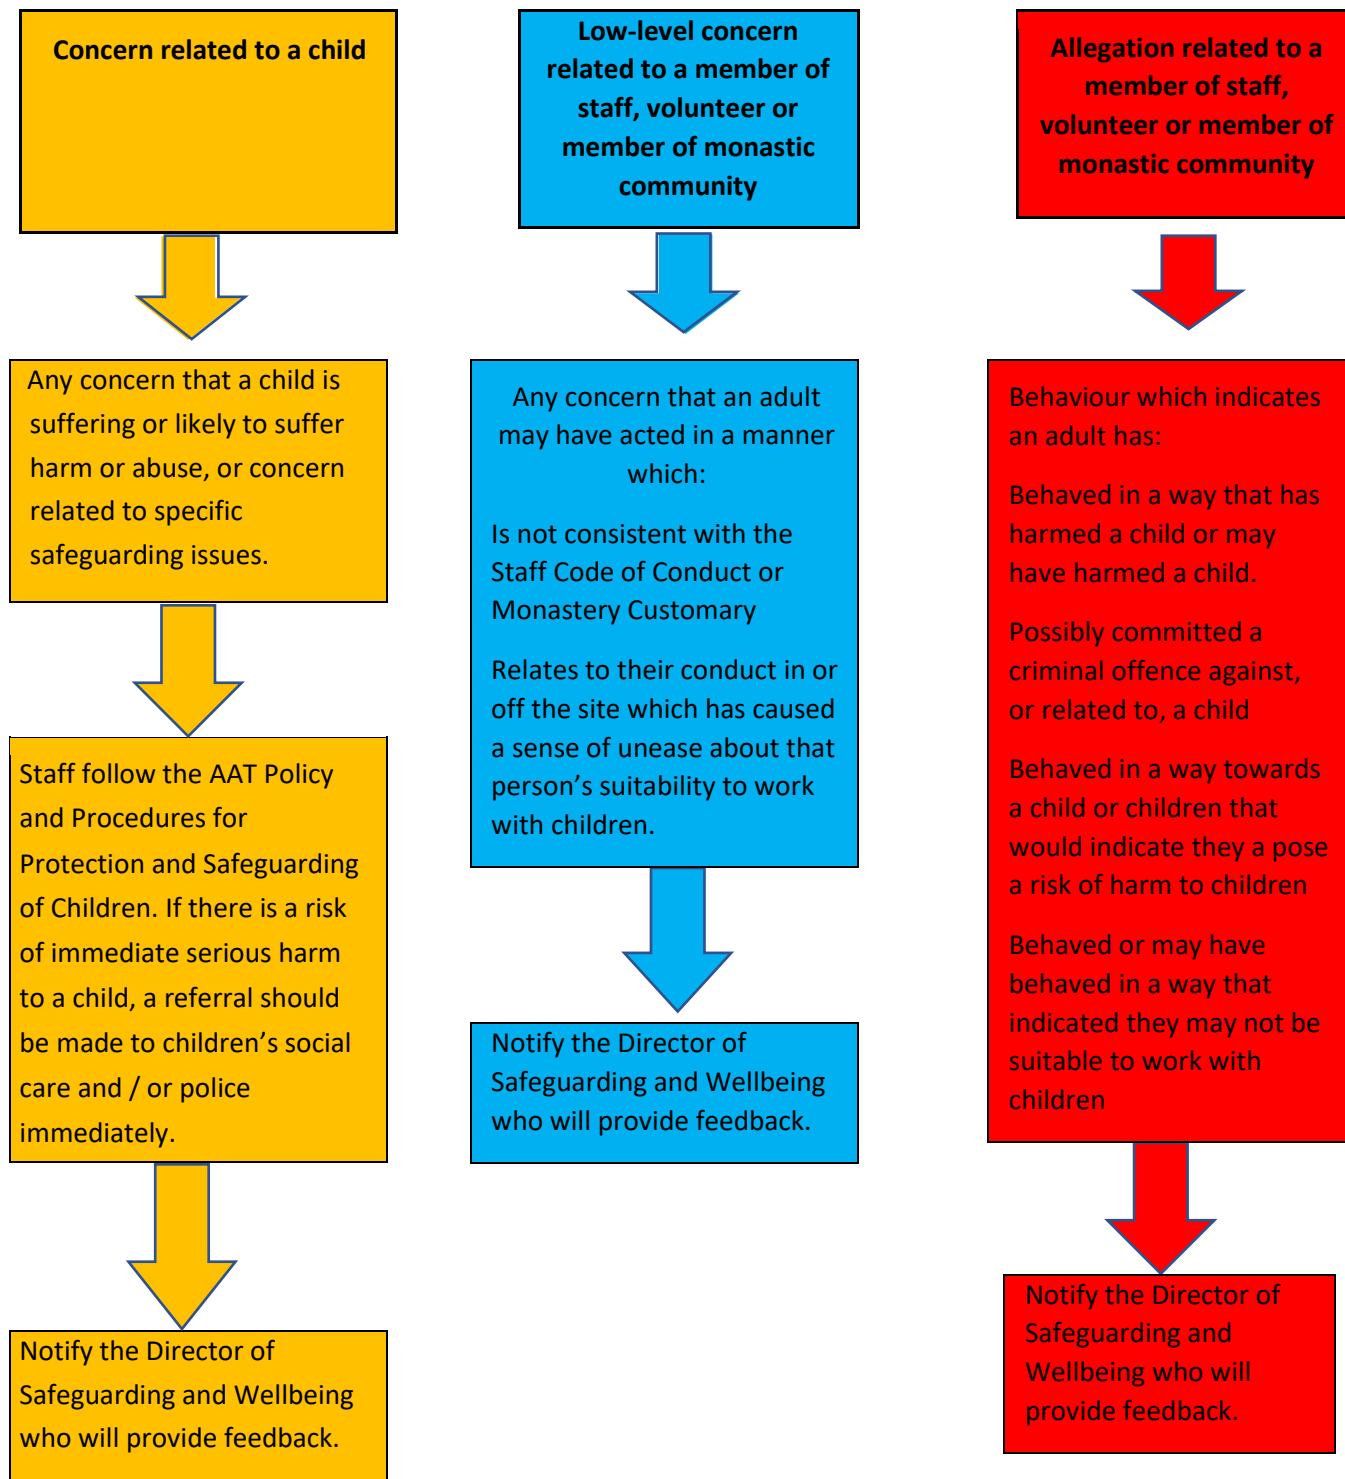 Concern related to a child
Any concern that a child is
suffering or likely to suffer
harm or abuse, or concern
related to specific
safeguarding issues.
Staff follow the AAT Policy
and Procedures for
Protection and Safeguarding
of Children. If there is a risk
of immediate serious harm
to a child, a referral should
be made to children’s social
care and / or police
immediately.
Notify the Director of
Safeguarding and Wellbeing
who will provide feedback.
Low-level concern
related to a member of
staff, volunteer or
member of monastic
community
Any concern that an adult
may have acted in a manner
which:
Is not consistent with the
Staff Code of Conduct or
Monastery Customary
Relates to their conduct in or
off the site which has caused
a sense of unease about that
person’s suitability to work
with children.
Notify the Director of
Safeguarding and Wellbeing
who will provide feedback.
Allegation related to a
member of staff,
volunteer or member of
monastic community
Behaviour which indicates
an adult has:
Behaved in a way that has
harmed a child or may
have harmed a child.
Possibly committed a
criminal offence against,
or related to, a child
Behaved in a way towards
a child or children that
would indicate they a pose
a risk of harm to children
Behaved or may have
behaved in a way that
indicated they may not be
suitable to work with
children
Notify the Director of
Safeguarding and
Wellbeing who will
provide feedback.